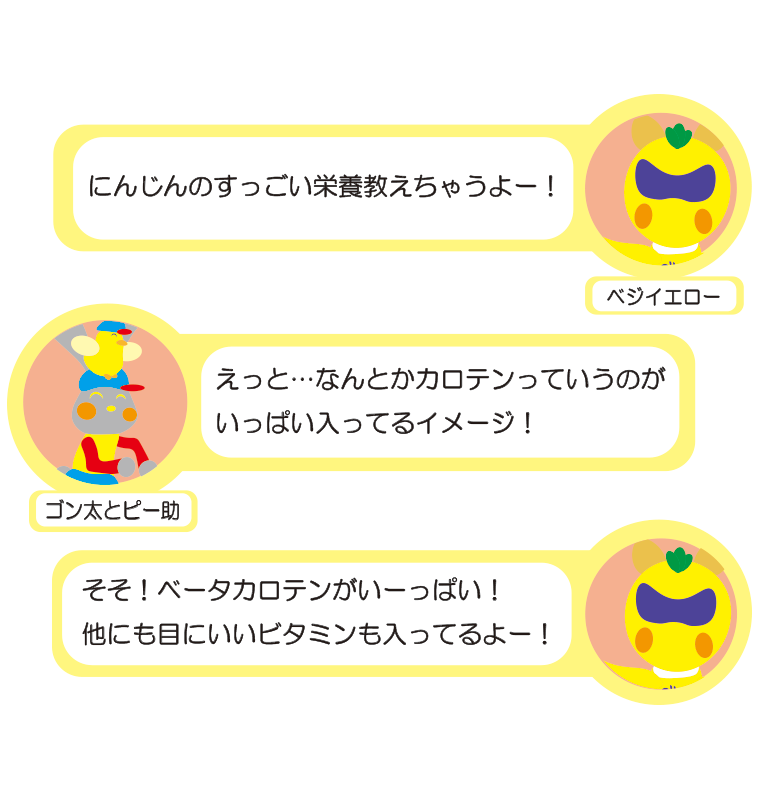 にんじんのすっごい栄養教えちゃうよー！
ベジイエロー
えっと…なんとかカロテンっていうのが
いっぱい入ってるイメージ！
ゴン太とピー助
そそ！ベータカロテンがいーっぱい！
他にも目にいいビタミンも入ってるよー！